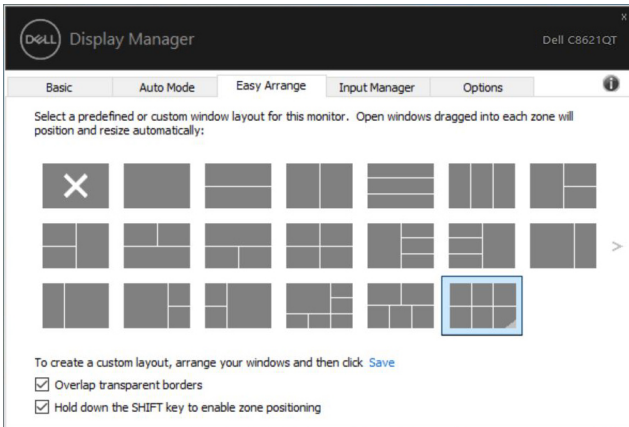 x
DELL Display Manager
Dell C8621QT
Basic Auto Mode Easy Arrange Input Manager Options
Select a predefined or custom window layout for this monitor. Open windows dragged into each zone will
position and resize automatically:
>
To create a custom layout, arrange your windows and then click Save
Overlap transparent borders
Hold down the SHIFT key to enable zone positioning